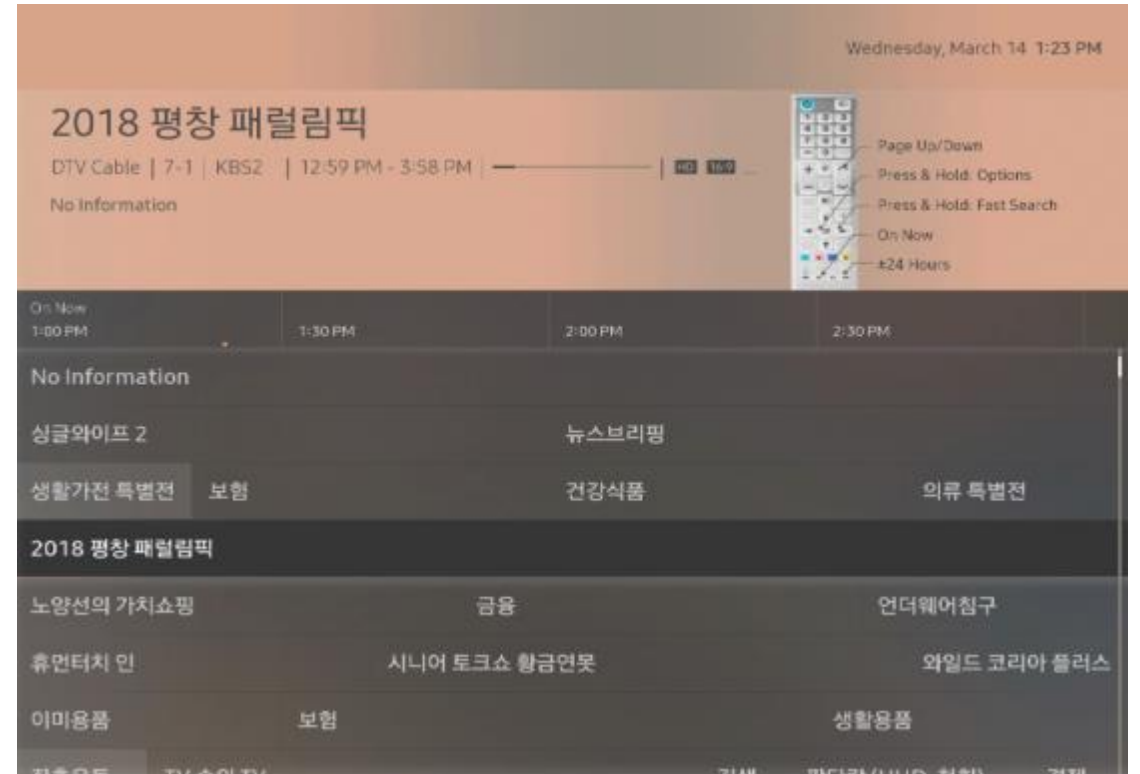 Wednesday, March 14 1:23 PM
2018 평창 패럴림픽
DTV Cable | 7-1 | KBS2 | 12:59 PM - 3:58 PM | | HD 16:9 ...
No Information
Page Up/Down
Press & Hold: Options
Press & Hold: Fast Search
On Now
±24 Hours
On Now
1:00 PM 1:30 PM 2:00 PM 2:30 PM
No Information
싱글와이프 2 뉴스브리핑
생활가전 특별전 보험 건강식품 의류 특별전
2018 평창 패럴림픽
노양선의 가치쇼핑 금융 언더웨어침구
휴먼터치 인 시니어 토크쇼 황금연못 와일드 코리아 플러스
이미용품 보험 생활용품